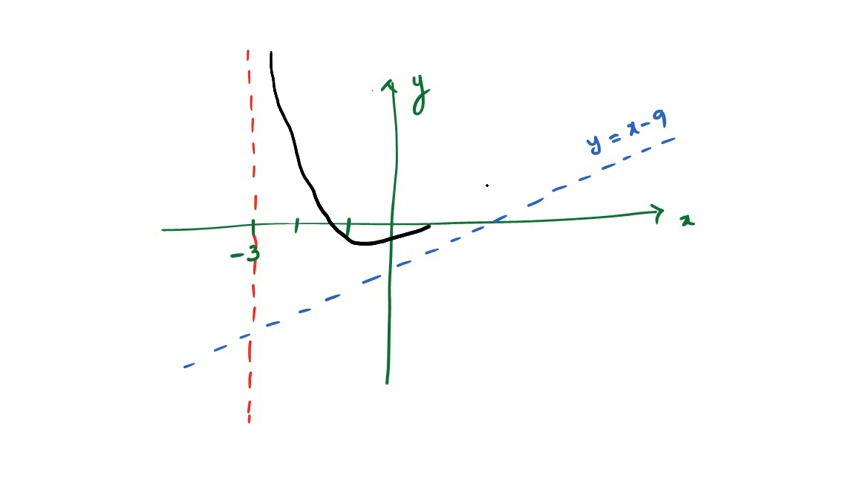 y
y = x-9
x
-3